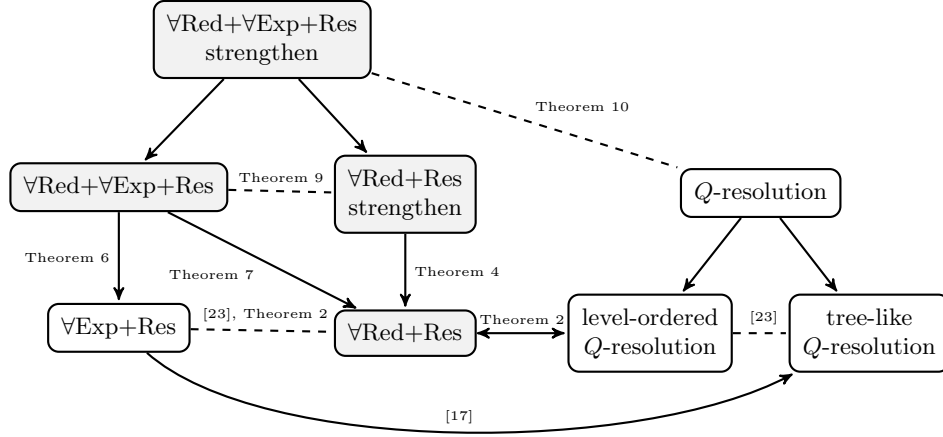 ∀Red+∀Exp+Res
strengthen
Theorem 10
∀Red+∀Exp+Res
Theorem 9
∀Red+Res
strengthen
Q-resolution
Theorem 6
Theorem 7
Theorem 4
∀Exp+Res
[23], Theorem 2
∀Red+Res
Theorem 2
level-ordered
Q-resolution
[23]
tree-like
Q-resolution
[17]